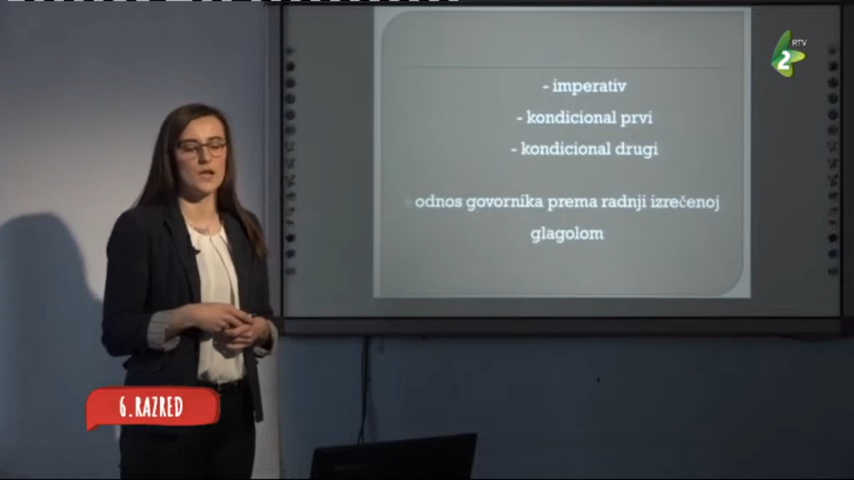 - imperativ
- kondicional prvi
- kondicional drugi
odnos govornika prema radnji izrečenoj
glagolom
RTV
2
6.RAZRED